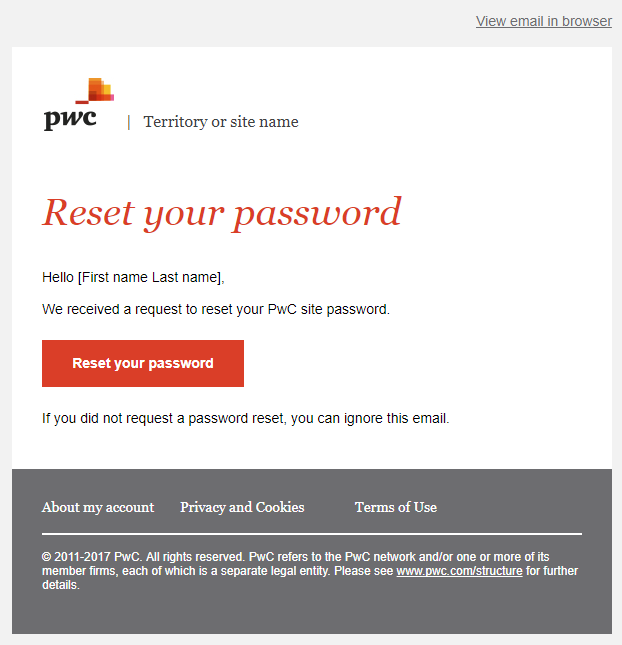 View email in browser
pwc | Territory or site name
Reset your password
Hello [First name Last name],
We received a request to reset your PwC site password.
Reset your password
If you did not request a password reset, you can ignore this email.
About my account Privacy and Cookies Terms of Use
© 2011-2017 PwC. All rights reserved. PwC refers to the PwC network and/or one or more of its
member firms, each of which is a separate legal entity. Please see www.pwc.com/structure for further
details.